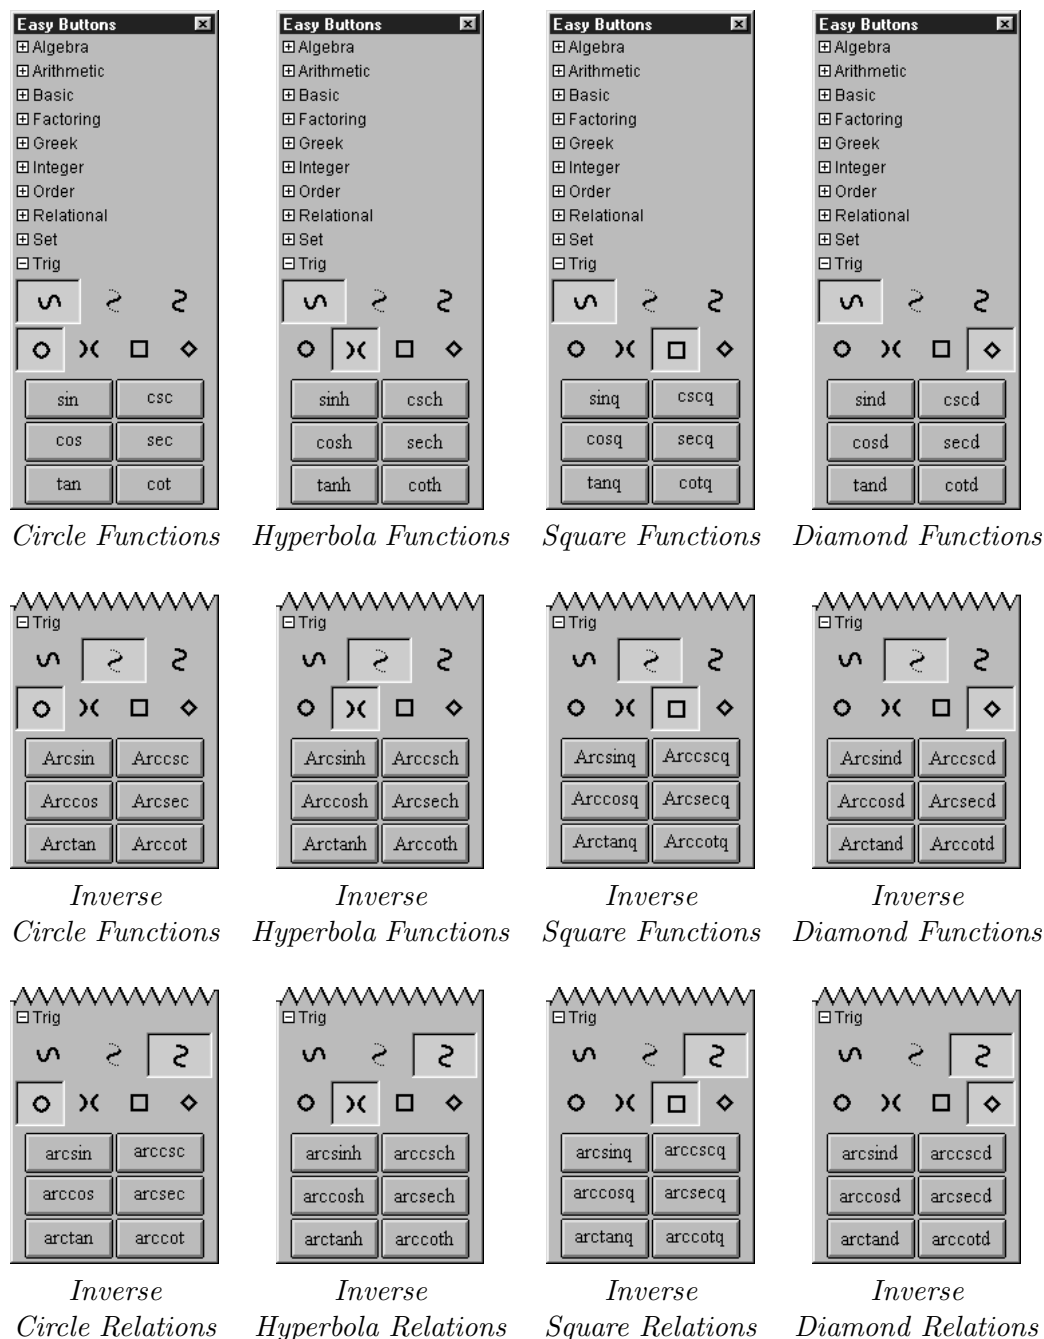 Easy Buttons Easy Buttons Easy Buttons Easy Buttons
Algebra Algebra Algebra Algebra
Arithmetic Arithmetic Arithmetic Arithmetic
Basic Basic Basic Basic
Factoring Factoring Factoring Factoring
Greek Greek Greek Greek
Integer Integer Integer Integer
Order Order Order Order
Relational Relational Relational Relational
Set Set Set Set
Trig Trig Trig Trig
sin csc sinh csch sinq cscq sind cscd
cos sec cosh sech cosq secq cosd secd
tan cot tanh coth tanq cotq tand cotd
Circle Functions Hyperbola Functions Square Functions Diamond Functions
Trig Trig Trig Trig
Arcsin Arccsc Arcsinh Arccsch Arcsinq Arccscq Arcsind Arccscd
Arccos Arcsec Arccosh Arcsech Arccosq Arcsecq Arccosd Arcsecd
Arctan Arccot Arctanh Arccoth Arctanq Arccotq Arctand Arccotd
Inverse Inverse Inverse Inverse
Circle Functions Hyperbola Functions Square Functions Diamond Functions
Trig Trig Trig Trig
arcsin arccsc arcsinh arccsch arcsinq arccscq arcsind arccscd
arccos arcsec arccosh arcsech arccosq arcsecq arccosd arcsecd
arctan arccot arctanh arccoth arctanq arccotq arctand arccotd
Inverse Inverse Inverse Inverse
Circle Relations Hyperbola Relations Square Relations Diamond Relations